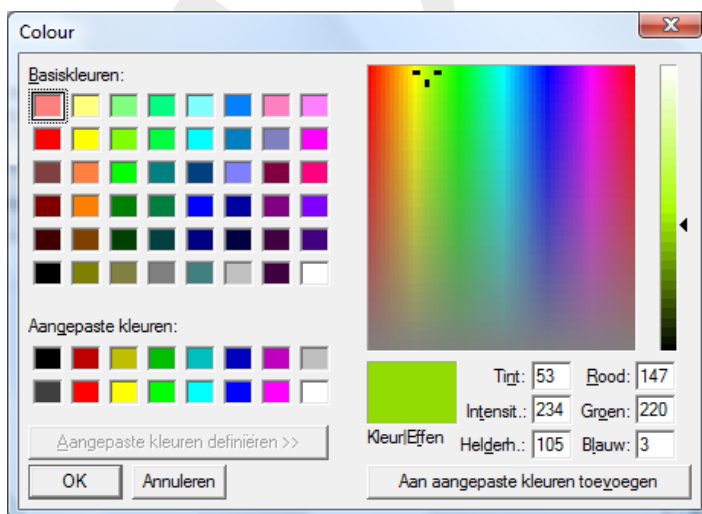 Colour
Basiskleuren:
Aangepaste kleuren:
Aangepaste kleuren definiëren >>
OK
Annuleren
Kleur|Effen
Tint: 53
Rood: 147
Intensit.: 234
Groen: 220
Helderh.: 105
Blauw: 3
Aan aangepaste kleuren toevoegen